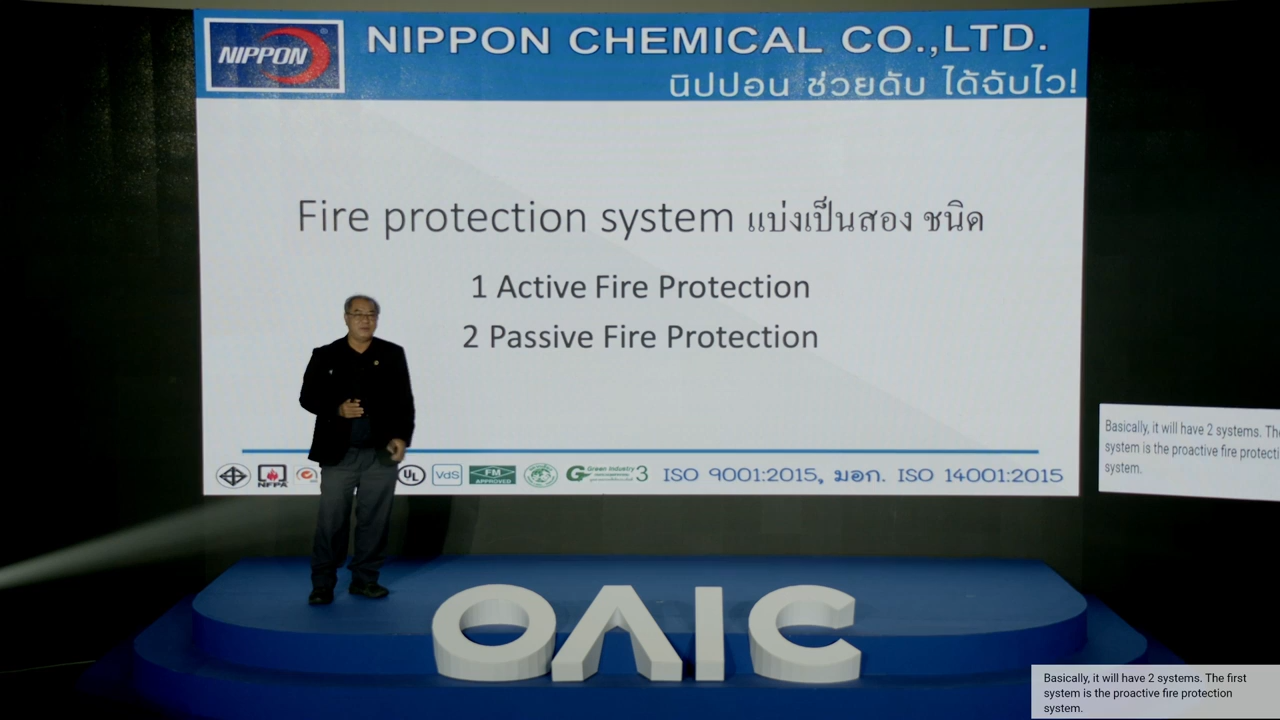 NIPPON
NIPPON CHEMICAL CO.,LTD.
นิปปอน ช่วยดับ ได้ฉับไว!
Fire protection system แบ่งเป็นสอง ชนิด
1 Active Fire Protection
2 Passive Fire Protection
NFPA
UL
VdS
FM
APPROVED
Green Industry 3
ISO 9001:2015, มอก. ISO 14001:2015
Basically, it will have 2 systems. The
system is the proactive fire protecti
system.
OAIC
Basically, it will have 2 systems. The first
system is the proactive fire protection
system.